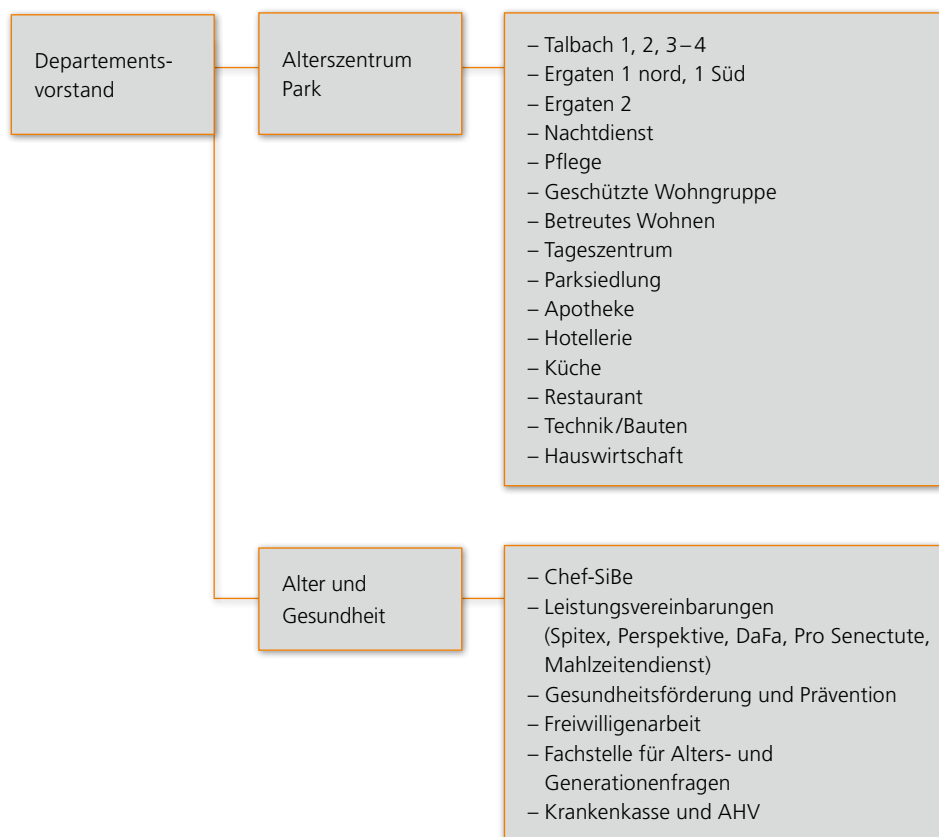 Departements-
vorstand
Alterszentrum
Park
– Talbach 1, 2, 3–4
– Ergaten 1 nord, 1 Süd
– Ergaten 2
– Nachtdienst
– Pflege
– Geschützte Wohngruppe
– Betreutes Wohnen
– Tageszentrum
– Parksiedlung
– Apotheke
– Hotellerie
– Küche
– Restaurant
– Technik/Bauten
– Hauswirtschaft
Alter und
Gesundheit
– Chef-SiBe
– Leistungsvereinbarungen
(Spitex, Perspektive, DaFa, Pro Senectute,
Mahlzeitendienst)
– Gesundheitsförderung und Prävention
– Freiwilligenarbeit
– Fachstelle für Alters- und
Generationenfragen
– Krankenkasse und AHV